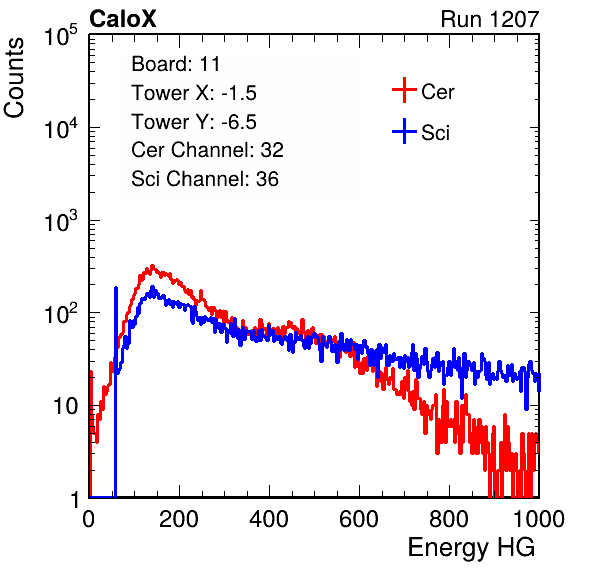 CaloX Run 1207
Counts
Board: 11
Tower X: -1.5
Tower Y: -6.5
Cer Channel: 32
Sci Channel: 36
Cer
Sci
10^5
10^4
10^3
10^2
10
1
0 200 400 600 800 1000
Energy HG